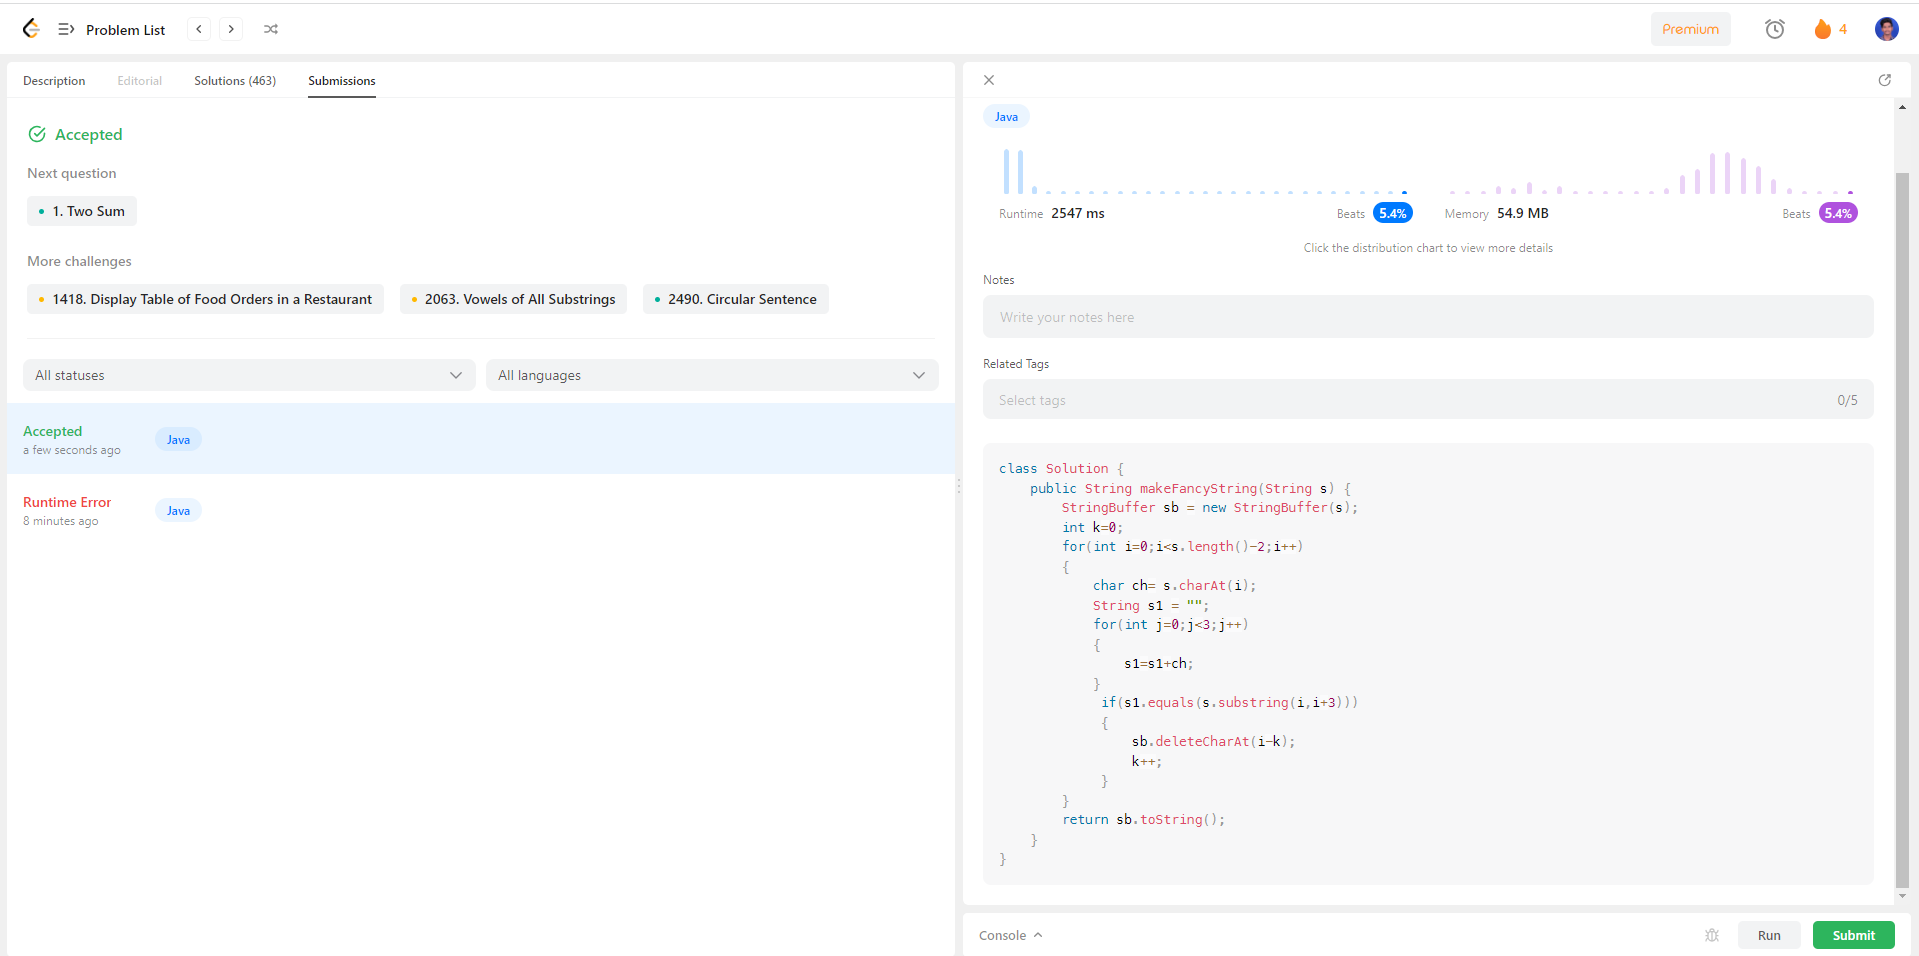 Problem List
Premium
4
Description
Editorial
Solutions (463)
Submissions
Accepted
Next question
1. Two Sum
More challenges
1418. Display Table of Food Orders in a Restaurant
2063. Vowels of All Substrings
2490. Circular Sentence
All statuses
All languages
Accepted
a few seconds ago
Java
Runtime Error
8 minutes ago
Java
Java
Runtime 2547 ms
Beats 5.4%
Memory 54.9 MB
Beats 5.4%
Click the distribution chart to view more details
Notes
Write your notes here
Related Tags
Select tags
0/5
class Solution {
    public String makeFancyString(String s) {
        StringBuffer sb = new StringBuffer(s);
        int k=0;
        for(int i=0;i<s.length()-2;i++)
        {
            char ch= s.charAt(i);
            String s1 = "";
            for(int j=0;j<3;j++)
            {
                s1=s1+ch;
            }
             if(s1.equals(s.substring(i,i+3)))
             {
                 sb.deleteCharAt(i-k);
                 k++;
             }
        }
        return sb.toString();
    }
}
Console
Run
Submit